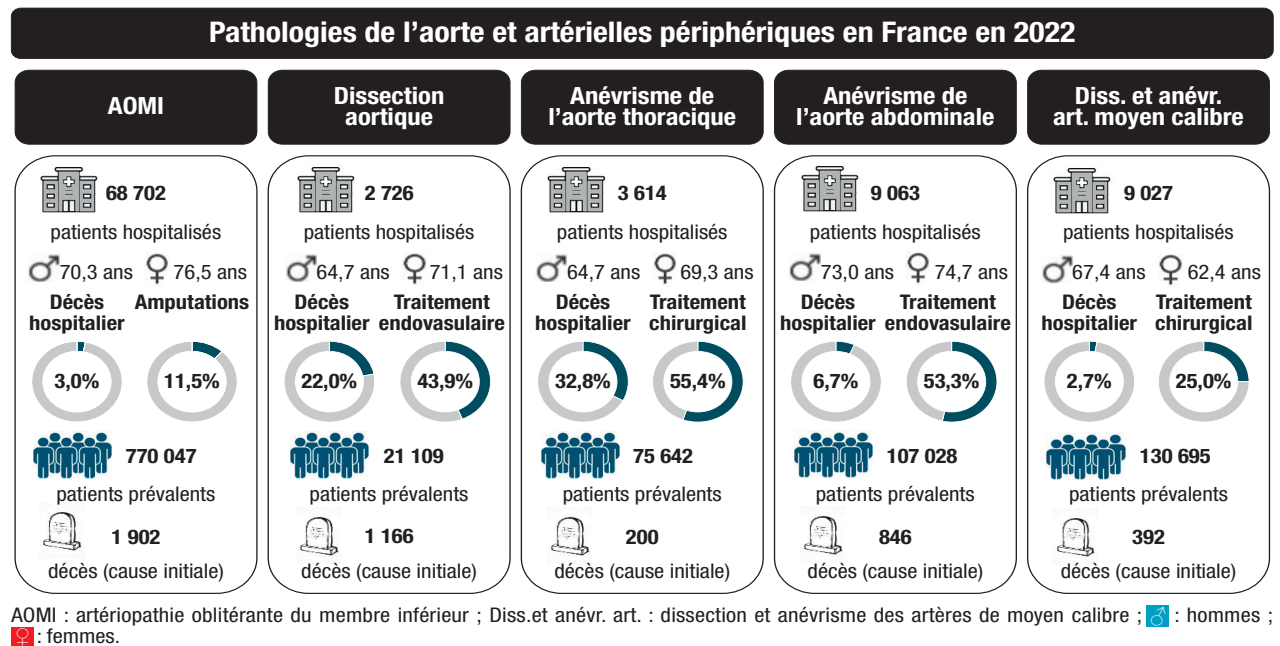 Pathologies de l’aorte et artérielles périphériques en France en 2022
AOMI
68 702
patients hospitalisés
♂70,3 ans ♀ 76,5 ans
Décès
hospitalier
Amputations
3,0%
11,5%
770 047
patients prévalents
1 902
décès (cause initiale)
Dissection
aortique
2 726
patients hospitalisés
♂64,7 ans ♀ 71,1 ans
Décès
hospitalier
Traitement
endovasulaire
22,0%
43,9%
21 109
patients prévalents
1 166
décès (cause initiale)
Anévrisme de
l’aorte thoracique
3 614
patients hospitalisés
♂64,7 ans ♀ 69,3 ans
Décès
hospitalier
Traitement
chirurgical
32,8%
55,4%
75 642
patients prévalents
200
décès (cause initiale)
Anévrisme de
l’aorte abdominale
9 063
patients hospitalisés
♂73,0 ans ♀ 74,7 ans
Décès
hospitalier
Traitement
endovasulaire
6,7%
53,3%
107 028
patients prévalents
846
décès (cause initiale)
Diss. et anévr.
art. moyen calibre
9 027
patients hospitalisés
♂67,4 ans ♀ 62,4 ans
Décès
hospitalier
Traitement
chirurgical
2,7%
25,0%
130 695
patients prévalents
392
décès (cause initiale)
AOMI : artériopathie oblitérante du membre inférieur ; Diss.et anévr. art. : dissection et anévrisme des artères de moyen calibre ; ♂ : hommes ;
♀ : femmes.